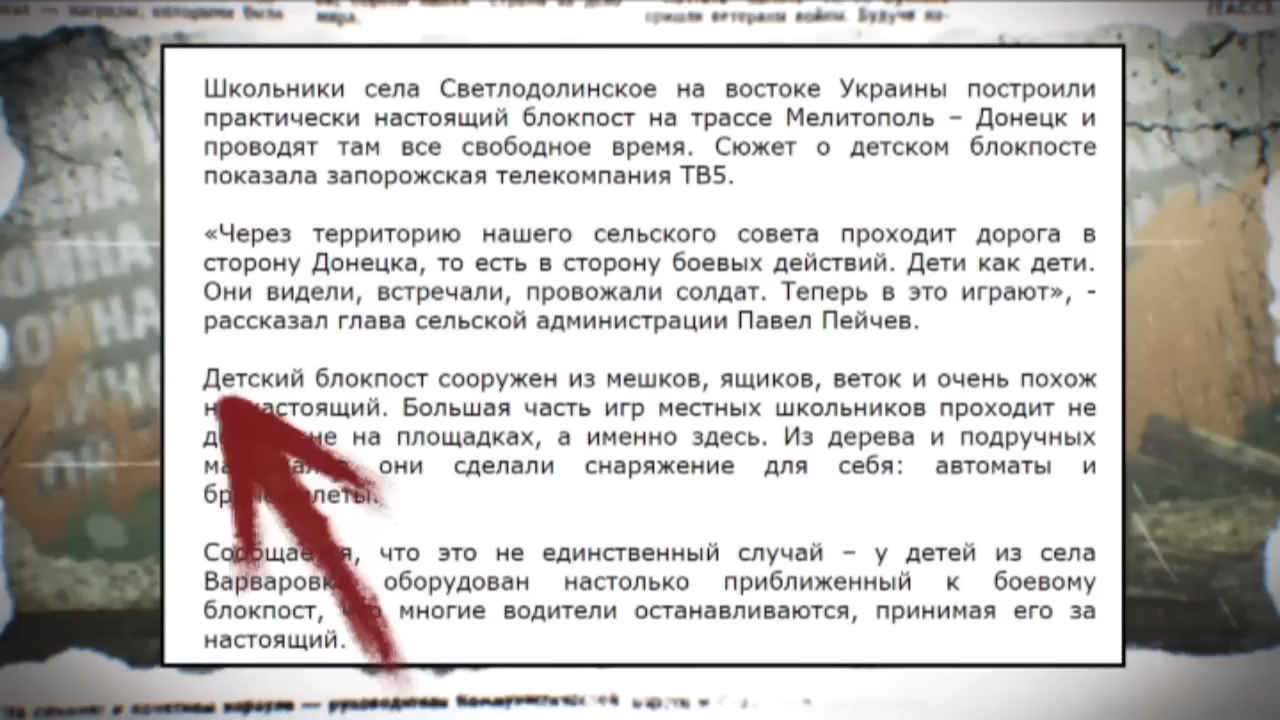 Школьники села Светлодолинское на востоке Украины построили
практически настоящий блокпост на трассе Мелитополь – Донецк и
проводят там все свободное время. Сюжет о детском блокпосте
показала запорожская телекомпания ТВ5.
«Через территорию нашего сельского совета проходит дорога в
сторону Донецка, то есть в сторону боевых действий. Дети как дети.
Они видели, встречали, провожали солдат. Теперь в это играют», -
рассказал глава сельской администрации Павел Пейчев.
Детский блокпост сооружен из мешков, ящиков, веток и очень похож
настоящий. Большая часть игр местных школьников проходит не
не на площадках, а именно здесь. Из дерева и подручных
они сделали снаряжение для себя: автоматы и
Сообщается, что это не единственный случай – у детей из села
Варваровка оборудован настолько приближенный к боевому
блокпост, что многие водители останавливаются, принимая его за
настоящий.